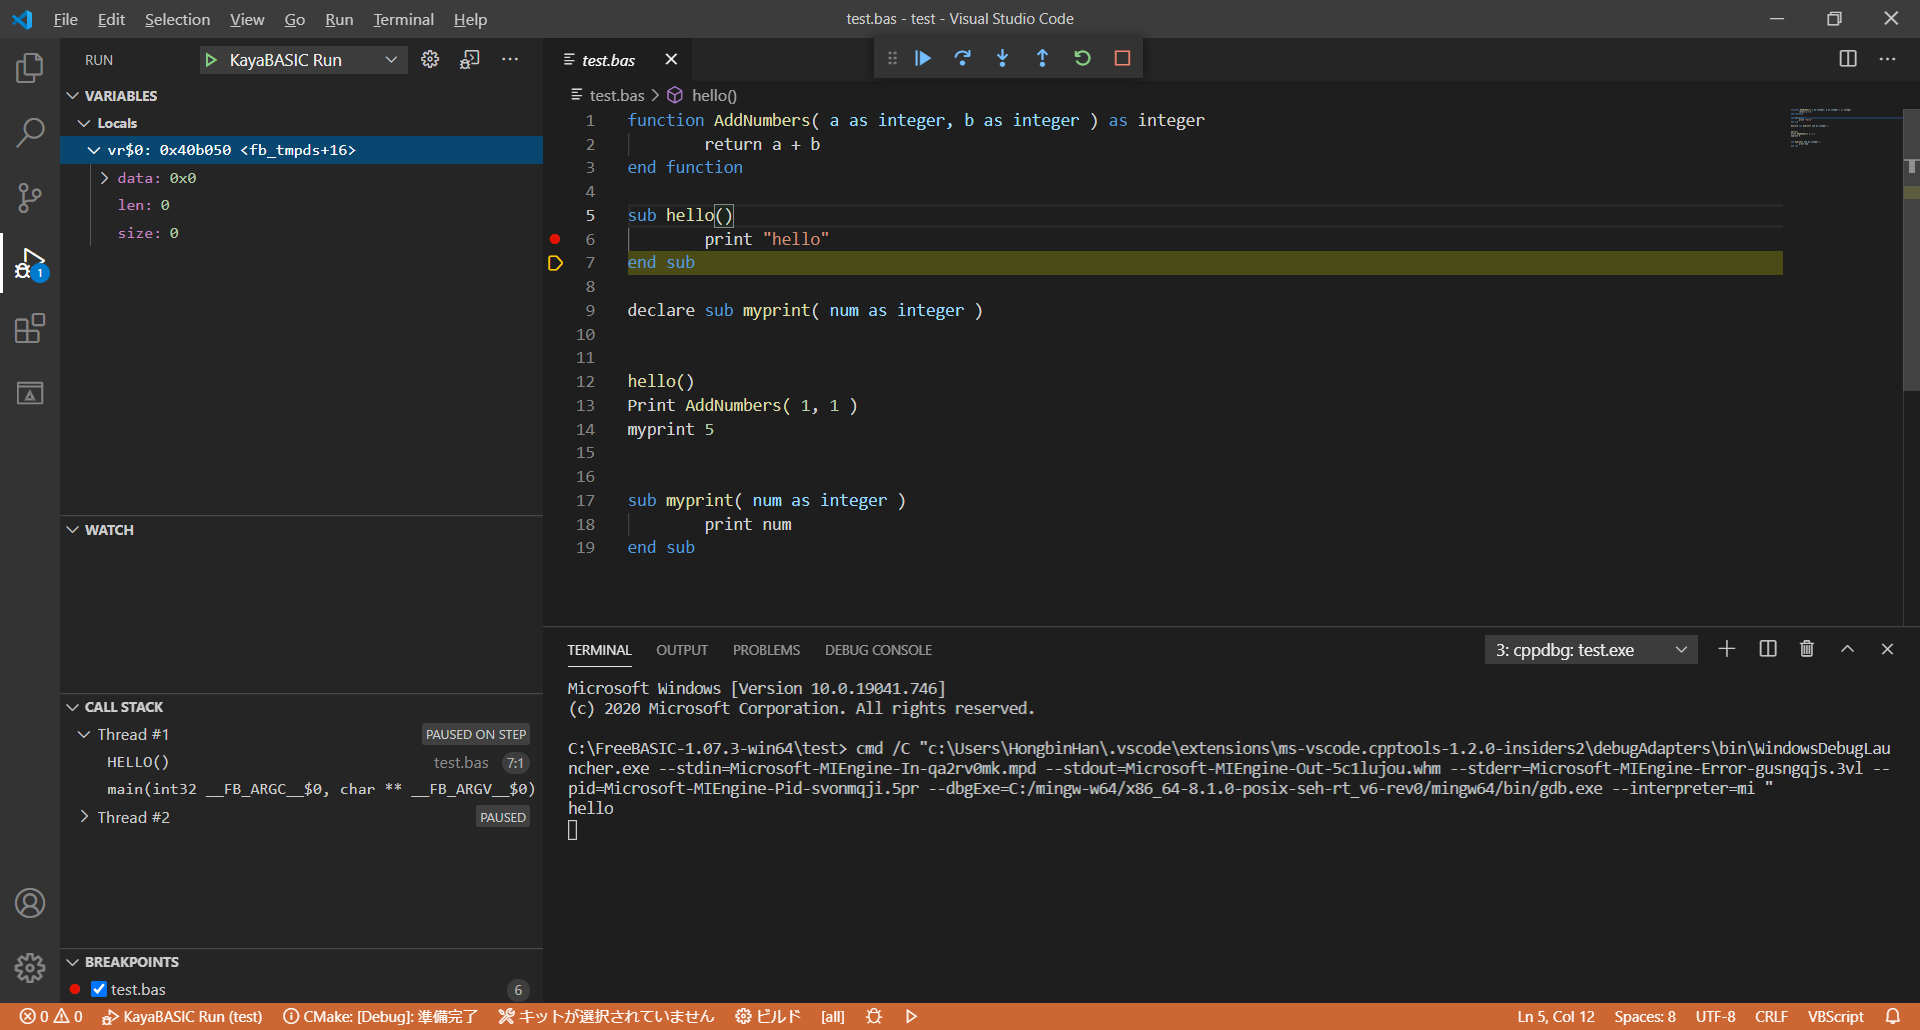 File Edit Selection View Go Run Terminal Help
test.bas - test - Visual Studio Code
RUN
KayaBASIC Run
VARIABLES
Locals
vr$0: 0x40b050 <fb_tmpds+16>
data: 0x0
len: 0
size: 0
WATCH
CALL STACK
Thread #1 PAUSED ON STEP
HELLO() test.bas 7:1
main(int32 __FB_ARGC__$0, char ** __FB_ARGV__$0)
Thread #2 PAUSED
BREAKPOINTS
test.bas 6
1
test.bas
test.bas > hello()
1 function AddNumbers( a as integer, b as integer ) as integer
2 return a + b
3 end function
4
5 sub hello()
6 print "hello"
7 end sub
8
9 declare sub myprint( num as integer )
10
11
12 hello()
13 Print AddNumbers( 1, 1 )
14 myprint 5
15
16
17 sub myprint( num as integer )
18 print num
19 end sub
TERMINAL OUTPUT PROBLEMS DEBUG CONSOLE
3: cppdbg: test.exe
Microsoft Windows [Version 10.0.19041.746]
(c) 2020 Microsoft Corporation. All rights reserved.
C:\FreeBASIC-1.07.3-win64\test> cmd /C "c:\Users\HongbinHan\.vscode\extensions\ms-vscode.cpptools-1.2.0-insiders2\debugAdapters\bin\WindowsDebugLau
ncher.exe --stdin=Microsoft-MIEngine-In-qa2rv0mk.mpd --stdout=Microsoft-MIEngine-Out-5c1lujou.whm --stderr=Microsoft-MIEngine-Error-gusngqjs.3vl --
pid=Microsoft-MIEngine-Pid-svonmqji.5pr --dbgExe=C:/mingw-w64/x86_64-8.1.0-posix-seh-rt_v6-rev0/mingw64/bin/gdb.exe --interpreter=mi "
hello
0 0 KayaBASIC Run (test) CMake: [Debug]: 準備完了 キットが選択されていません ビルド [all]
Ln 5, Col 12 Spaces: 8 UTF-8 CRLF VBScript